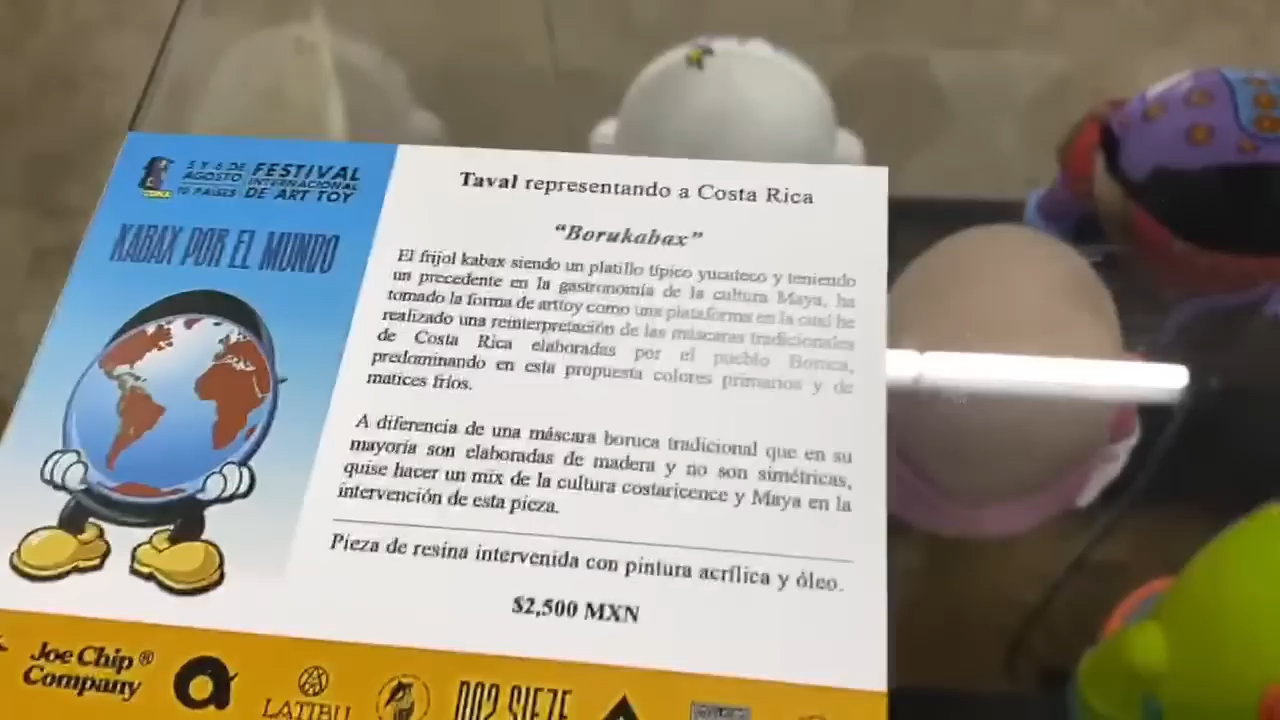 5 Y 6 DE
AGOSTO
10 PAÍSES
FESTIVAL
INTERNACIONAL
DE ART TOY
KABAX POR EL MUNDO
Taval representando a Costa Rica
“Borukabax”
El frijol kabax siendo un platillo típico yucateco y teniendo
un precedente en la gastronomía de la cultura Maya, ha
tomado la forma de arttoy como una plataforma en la cual he
realizado una reinterpretación de las máscaras tradicionales
de Costa Rica elaboradas por el pueblo Boruca,
predominando en esta propuesta colores primarios y de
matices fríos.
A diferencia de una máscara boruca tradicional que en su
mayoría son elaboradas de madera y no son simétricas,
quise hacer un mix de la cultura costaricence y Maya en la
intervención de esta pieza.
Pieza de resina intervenida con pintura acrílica y óleo.
$2,500 MXN
Joe Chip®
Company
a
LATIBU